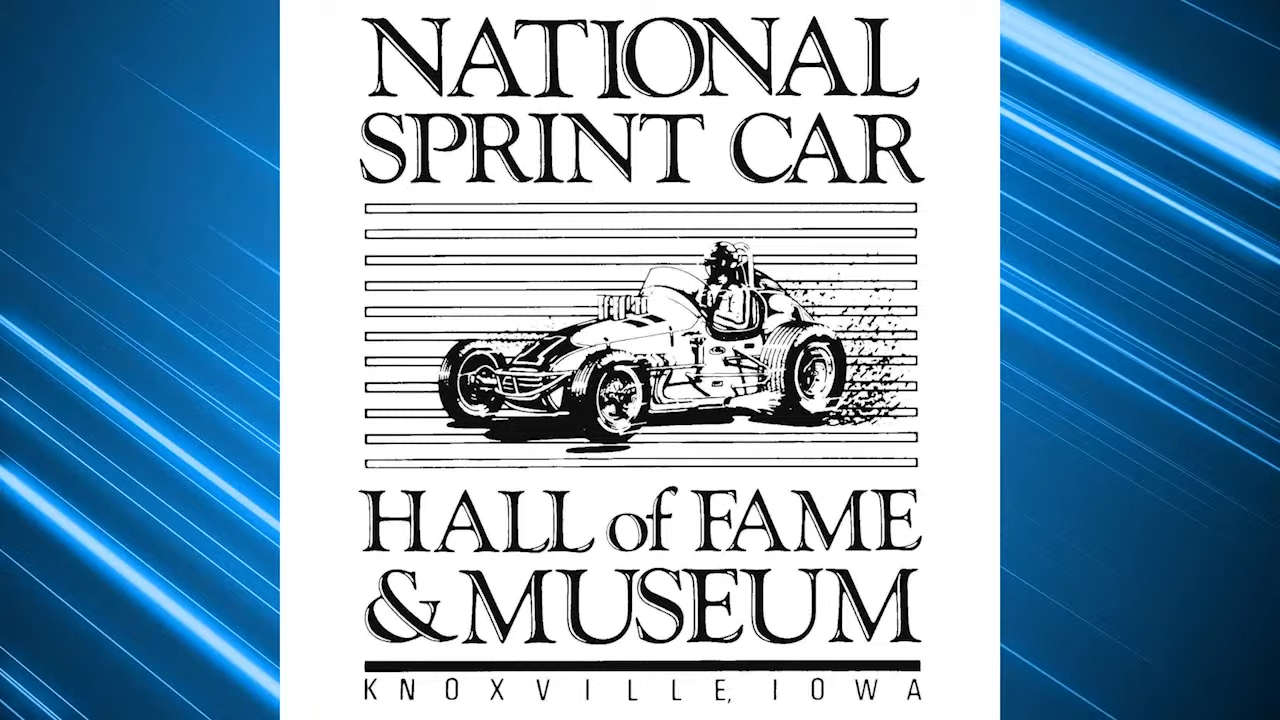 NATIONAL
SPRINT CAR
HALL of FAME
& MUSEUM
KNOXVILLE, IOWA